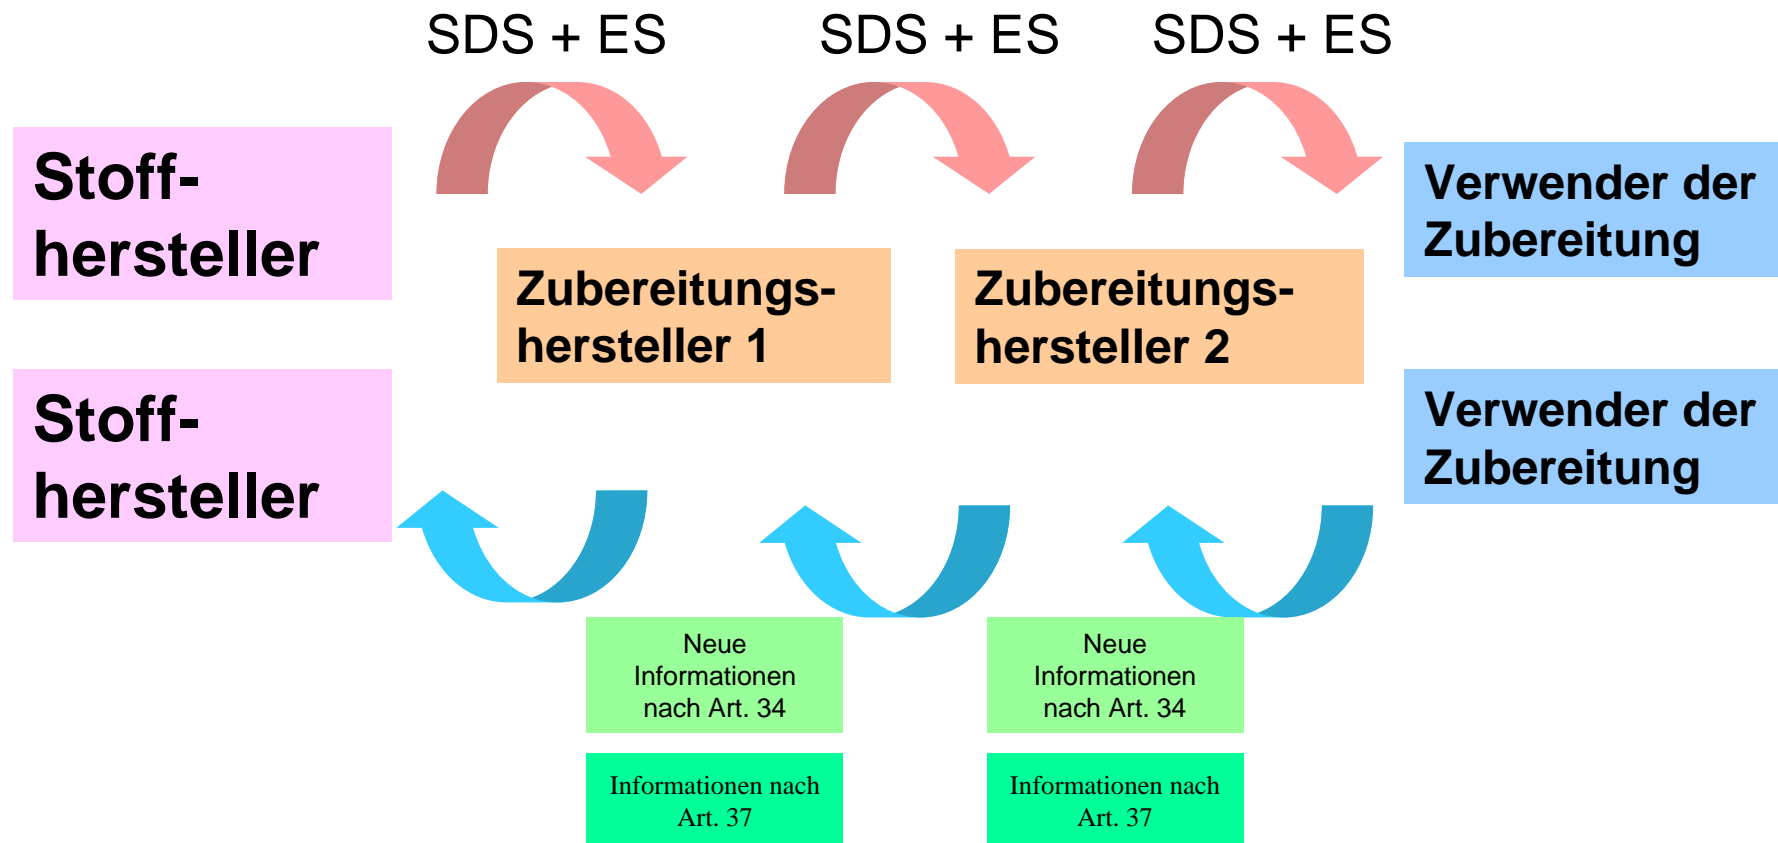 SDS + ES
SDS + ES
SDS + ES
Stoff-
hersteller
Verwender der
Zubereitung
Zubereitungs-
hersteller 1
Zubereitungs-
hersteller 2
Stoff-
hersteller
Verwender der
Zubereitung
Neue
Informationen
nach Art. 34
Neue
Informationen
nach Art. 34
Informationen nach
Art. 37
Informationen nach
Art. 37